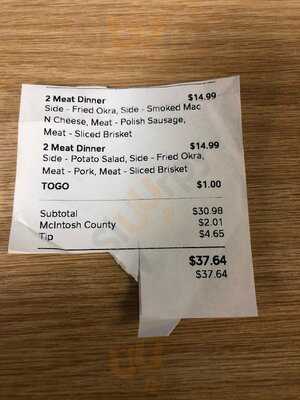 2 Meat Dinner $14.99
Side - Fried Okra, Side - Smoked Mac
N Cheese, Meat - Polish Sausage,
Meat - Sliced Brisket
2 Meat Dinner $14.99
Side - Potato Salad, Side - Fried Okra,
Meat - Pork, Meat - Sliced Brisket
TOGO $1.00
Subtotal $30.98
McIntosh County $2.01
Tip $4.65
$37.64
$37.64